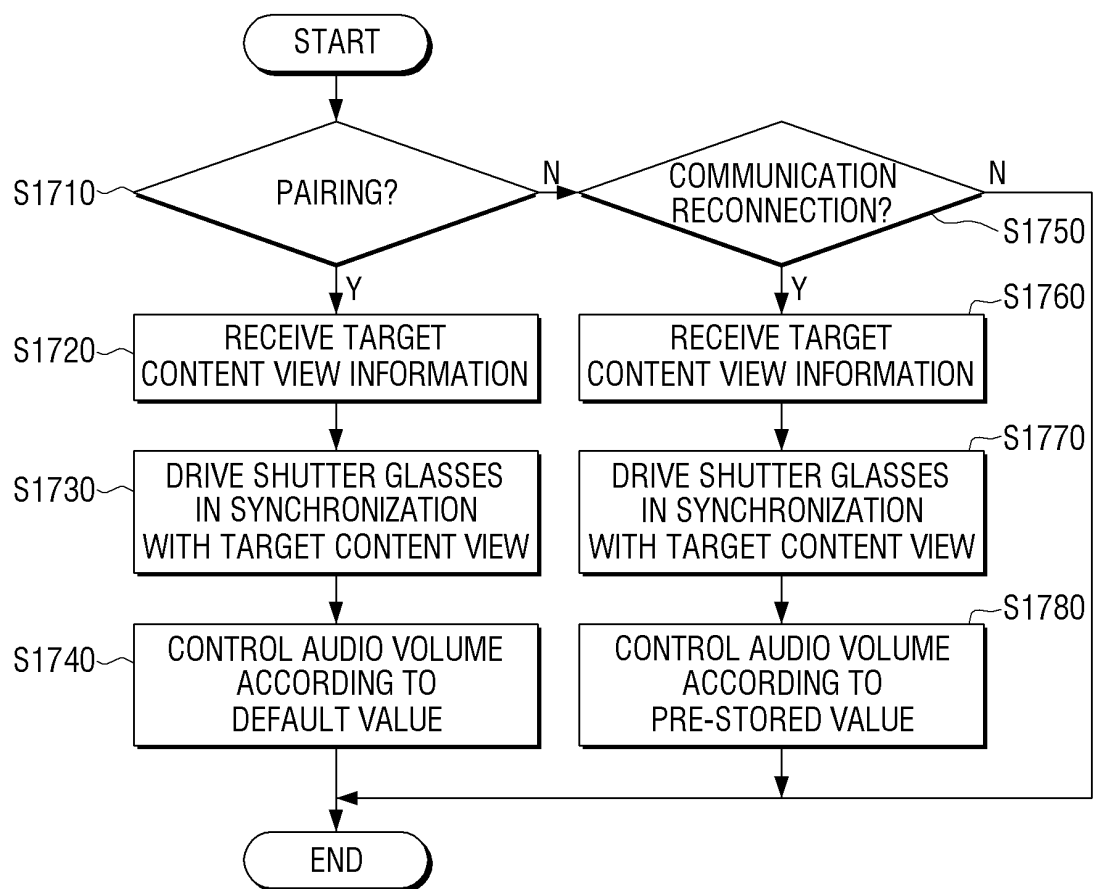 START
S1710
PAIRING?
N
COMMUNICATION
RECONNECTION?
N
S1750
Y
Y
S1720
RECEIVE TARGET
CONTENT VIEW INFORMATION
S1760
RECEIVE TARGET
CONTENT VIEW INFORMATION
S1730
DRIVE SHUTTER GLASSES
IN SYNCHRONIZATION
WITH TARGET CONTENT VIEW
S1770
DRIVE SHUTTER GLASSES
IN SYNCHRONIZATION
WITH TARGET CONTENT VIEW
S1740
CONTROL AUDIO VOLUME
ACCORDING TO
DEFAULT VALUE
S1780
CONTROL AUDIO VOLUME
ACCORDING TO
PRE-STORED VALUE
END